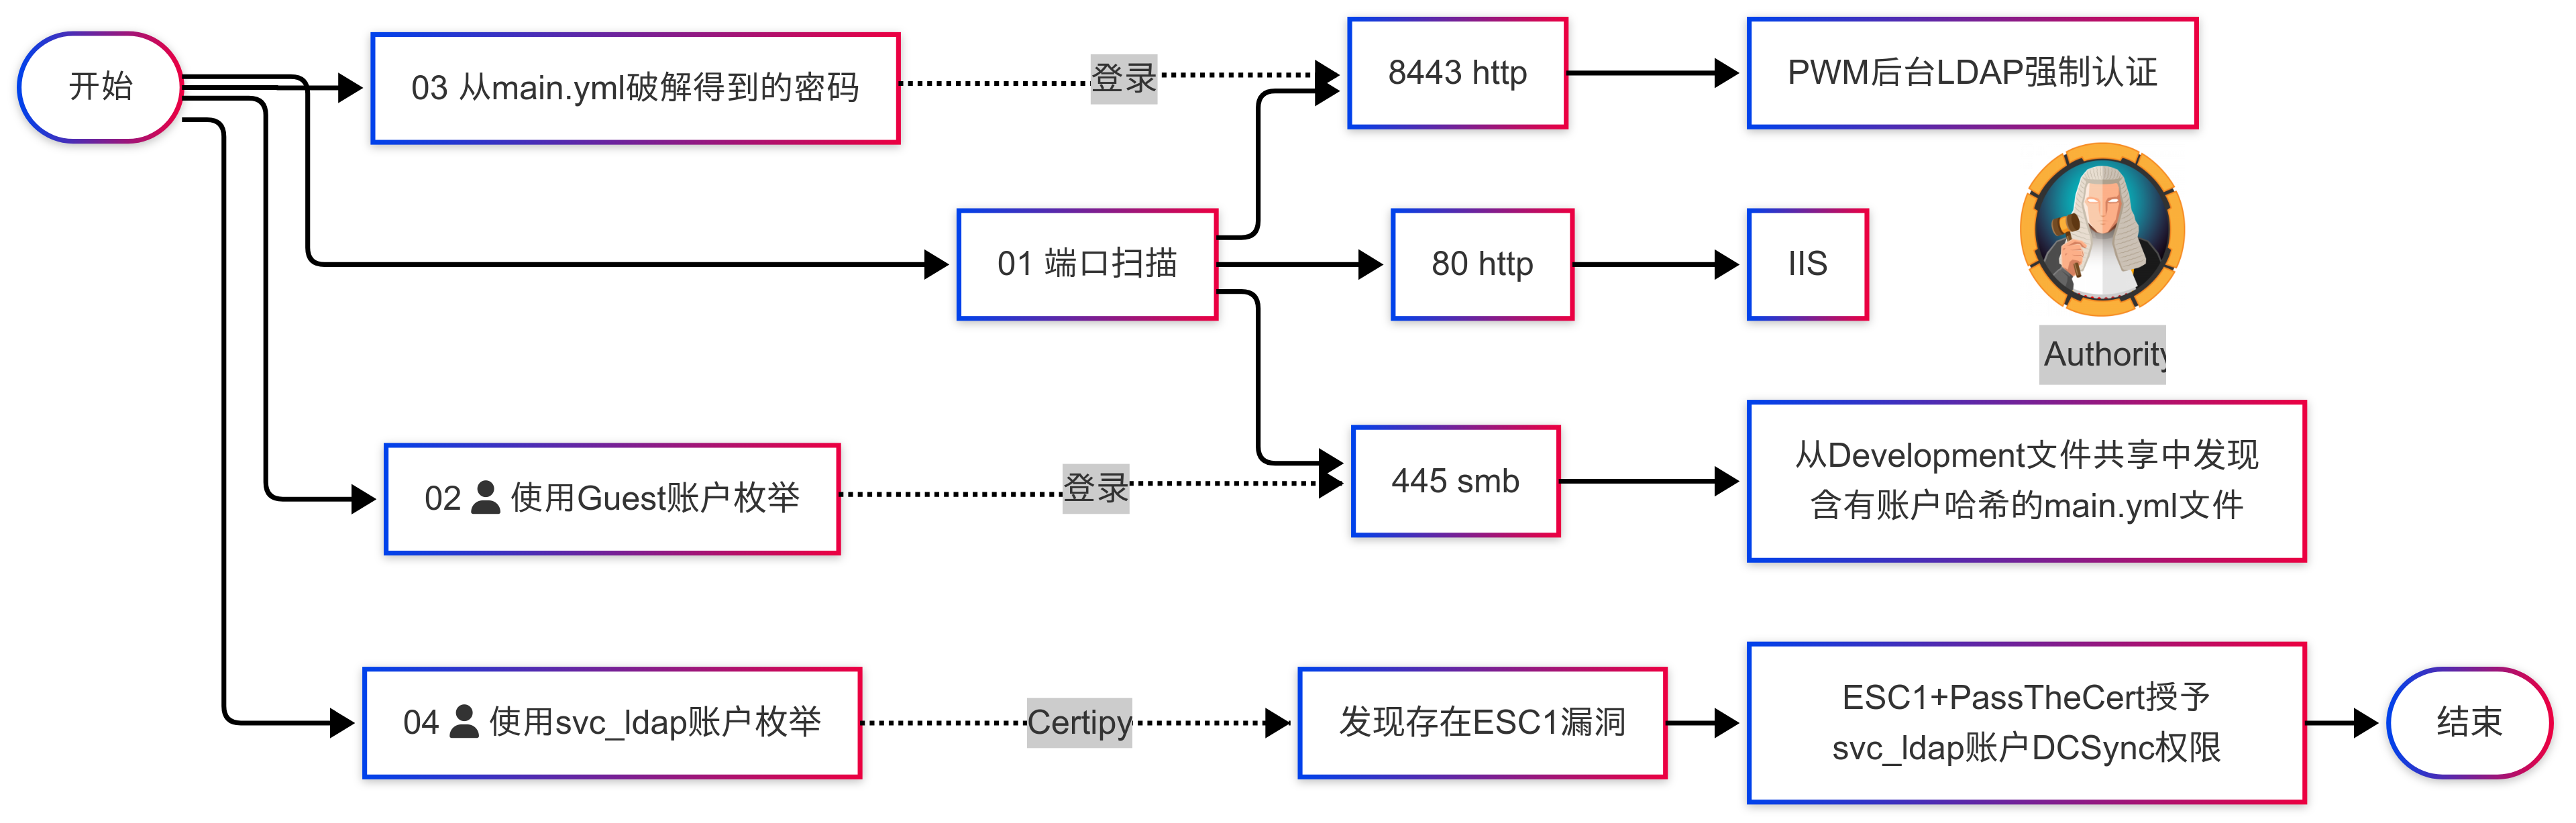 开始
03 从main.yml破解得到的密码
登录
8443 http
PWM后台LDAP强制认证
01 端口扫描
80 http
IIS
Authority
02 使用Guest账户枚举
登录
445 smb
从Development文件共享中发现
含有账户哈希的main.yml文件
04 使用svc_ldap账户枚举
Certipy
发现存在ESC1漏洞
ESC1+PassTheCert授予
svc_ldap账户DCSync权限
结束